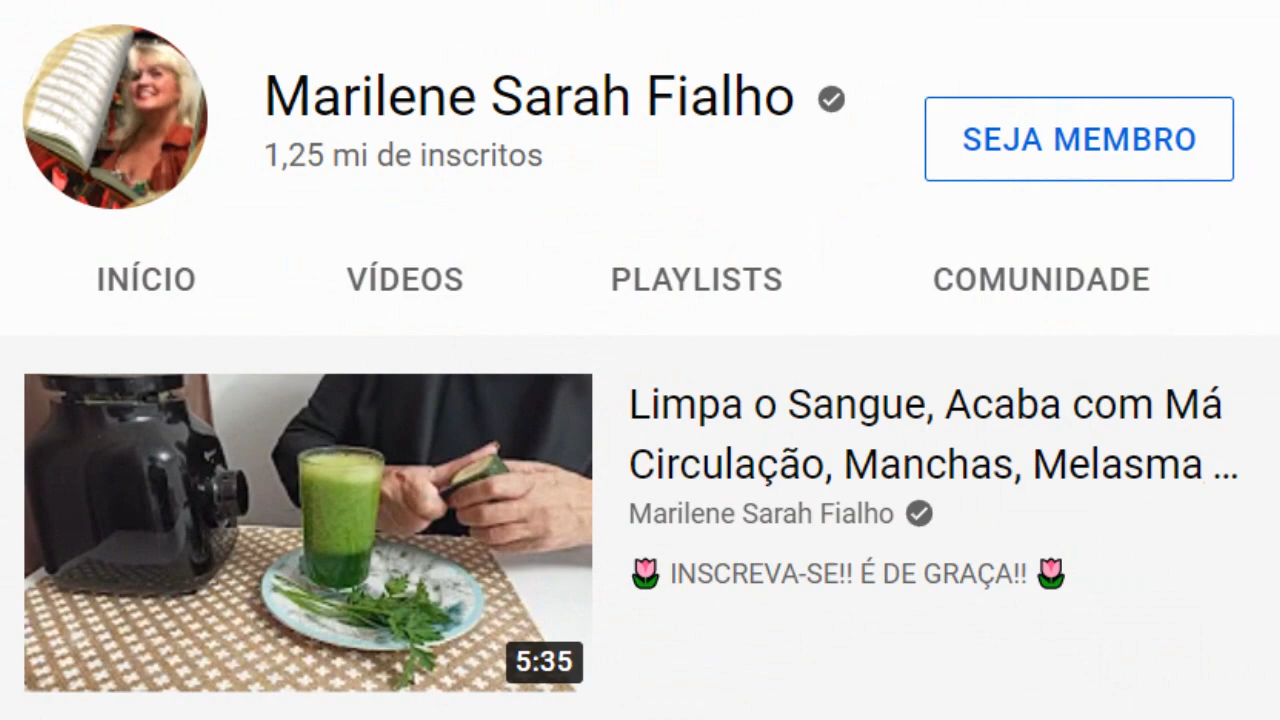 Marilene Sarah Fialho
1,25 mi de inscritos
SEJA MEMBRO
INÍCIO VÍDEOS PLAYLISTS COMUNIDADE
Limpa o Sangue, Acaba com Má
Circulação, Manchas, Melasma ...
Marilene Sarah Fialho
🌷 INSCREVA-SE!! É DE GRAÇA!! 🌷
5:35